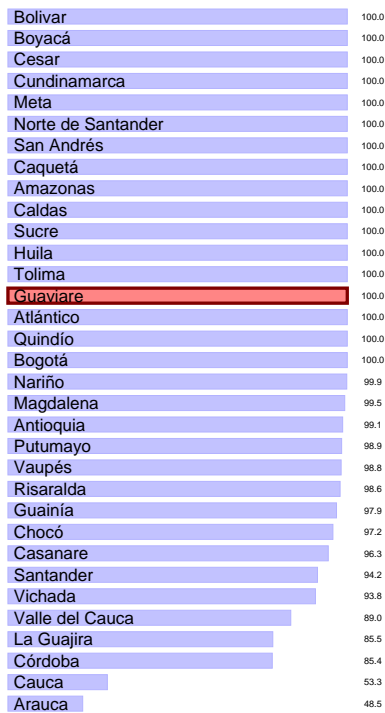 Bolivar 100.0
Boyacá 100.0
Cesar 100.0
Cundinamarca 100.0
Meta 100.0
Norte de Santander 100.0
San Andrés 100.0
Caquetá 100.0
Amazonas 100.0
Caldas 100.0
Sucre 100.0
Huila 100.0
Tolima 100.0
Guaviare 100.0
Atlántico 100.0
Quindío 100.0
Bogotá 100.0
Nariño 99.9
Magdalena 99.5
Antioquia 99.1
Putumayo 98.9
Vaupés 98.8
Risaralda 98.6
Guainía 97.9
Chocó 97.2
Casanare 96.3
Santander 94.2
Vichada 93.8
Valle del Cauca 89.0
La Guajira 85.5
Córdoba 85.4
Cauca 53.3
Arauca 48.5